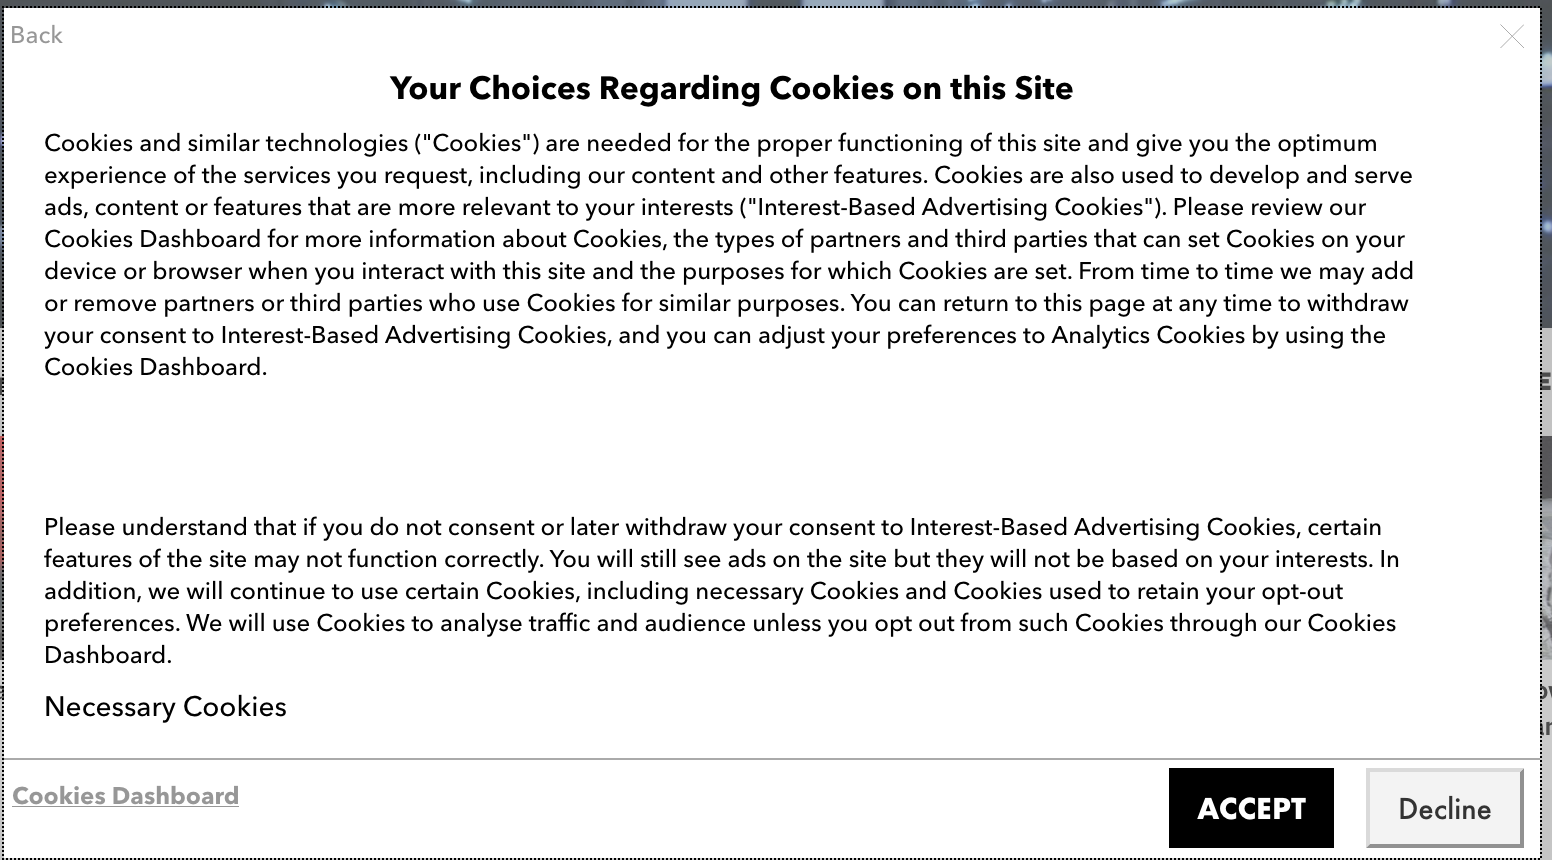 Back
Your Choices Regarding Cookies on this Site
Cookies and similar technologies ("Cookies") are needed for the proper functioning of this site and give you the optimum
experience of the services you request, including our content and other features. Cookies are also used to develop and serve
ads, content or features that are more relevant to your interests ("Interest-Based Advertising Cookies"). Please review our
Cookies Dashboard for more information about Cookies, the types of partners and third parties that can set Cookies on your
device or browser when you interact with this site and the purposes for which Cookies are set. From time to time we may add
or remove partners or third parties who use Cookies for similar purposes. You can return to this page at any time to withdraw
your consent to Interest-Based Advertising Cookies, and you can adjust your preferences to Analytics Cookies by using the
Cookies Dashboard.
Please understand that if you do not consent or later withdraw your consent to Interest-Based Advertising Cookies, certain
features of the site may not function correctly. You will still see ads on the site but they will not be based on your interests. In
addition, we will continue to use certain Cookies, including necessary Cookies and Cookies used to retain your opt-out
preferences. We will use Cookies to analyse traffic and audience unless you opt out from such Cookies through our Cookies
Dashboard.
Necessary Cookies
Cookies Dashboard
ACCEPT
Decline